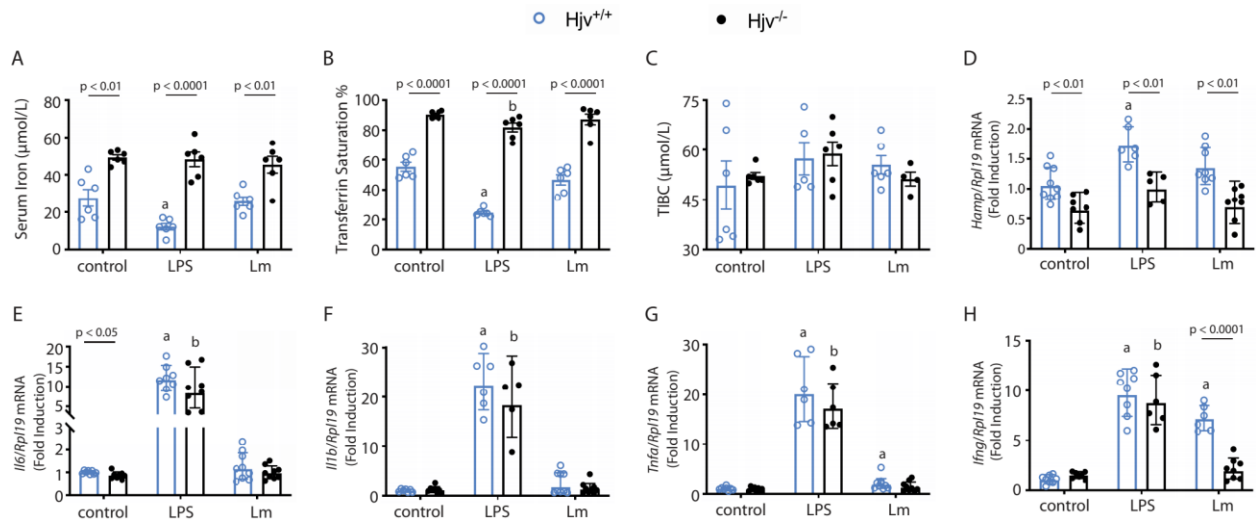 Hjv+/+ Hjv-/-
A
p < 0.01 p < 0.0001 p < 0.01
Serum Iron (μmol/L)
80
60
40
20
0
a
control LPS Lm
B
p < 0.0001 p < 0.0001 p < 0.0001
Transferrin Saturation %
100
80
60
40
20
0
a b
control LPS Lm
C
TIBC (μmol/L)
75
60
45
30
control LPS Lm
D
p < 0.01 p < 0.01 p < 0.01
Hamp/Rpl19 mRNA
(Fold Induction)
2.5
2.0
1.5
1.0
0.5
0.0
a
control LPS Lm
E
p < 0.05
Il6/Rpl19 mRNA
(Fold Induction)
20
15
10
5
3
2
1
0
a b
control LPS Lm
F
Il1b/Rpl19 mRNA
(Fold Induction)
30
20
10
0
a b
control LPS Lm
G
Tnfa/Rpl19 mRNA
(Fold Induction)
30
20
10
0
a b
a
control LPS Lm
H
p < 0.0001
Ifng/Rpl19 mRNA
(Fold Induction)
15
10
5
0
a b a
control LPS Lm